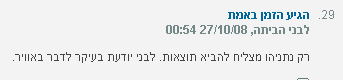 29. הגיע הזמן באמת
לבני הביתה, 27/10/08 00:54
רק נתניהו מצליח להביא תוצאות. לבני יודעת בעיקר לדבר באוויר.